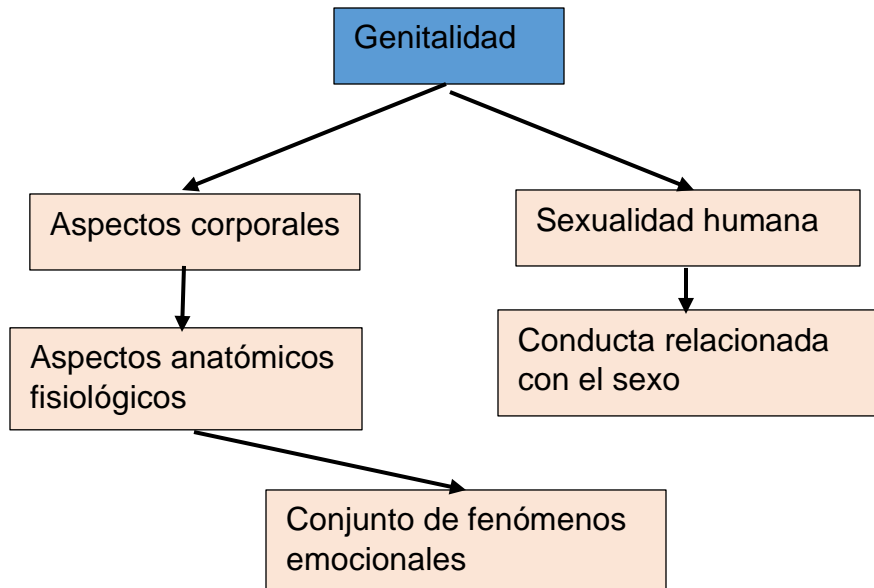 Genitalidad
Aspectos corporales
Sexualidad humana
Aspectos anatómicos
fisiológicos
Conducta relacionada
con el sexo
Conjunto de fenómenos
emocionales